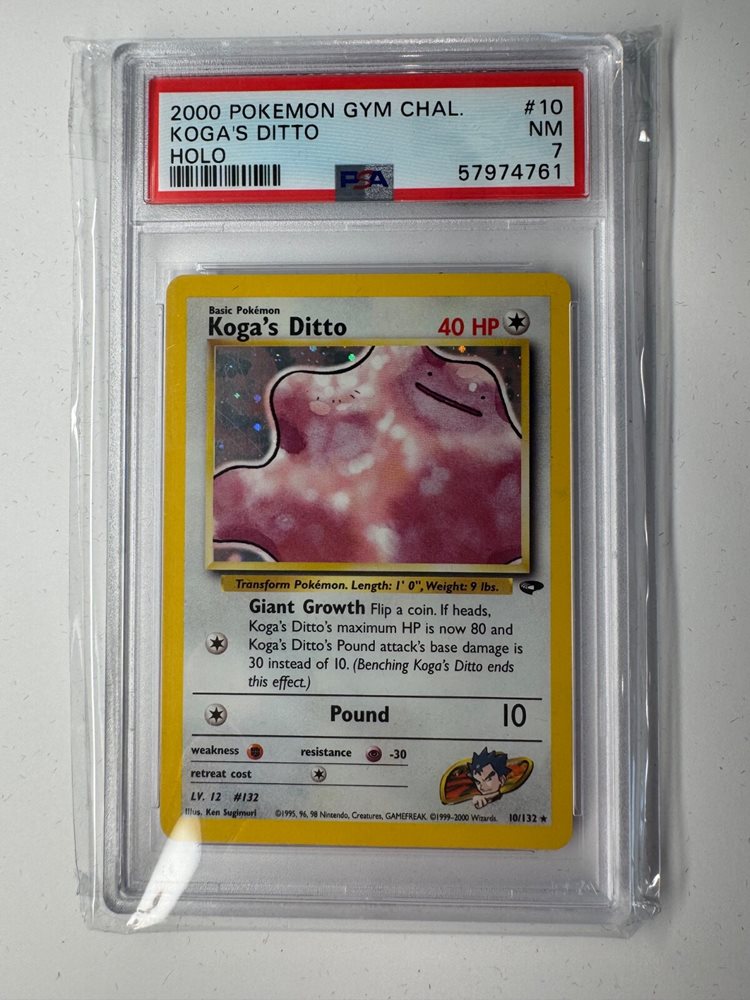 2000 POKEMON GYM CHAL. #10
KOGA'S DITTO NM
HOLO 7
PSA 57974761
Basic Pokémon
Koga's Ditto 40 HP
Transform Pokémon. Length: 1' 0", Weight: 9 lbs.
Giant Growth Flip a coin. If heads,
Koga's Ditto's maximum HP is now 80 and
Koga's Ditto's Pound attack's base damage is
30 instead of 10. (Benching Koga's Ditto ends
this effect.)
Pound 10
weakness resistance -30
retreat cost
LV. 12 #132
Illus. Ken Sugimori ©1995, 96, 98 Nintendo, Creatures, GAMEFREAK. ©1999-2000 Wizards. 10/132 ★